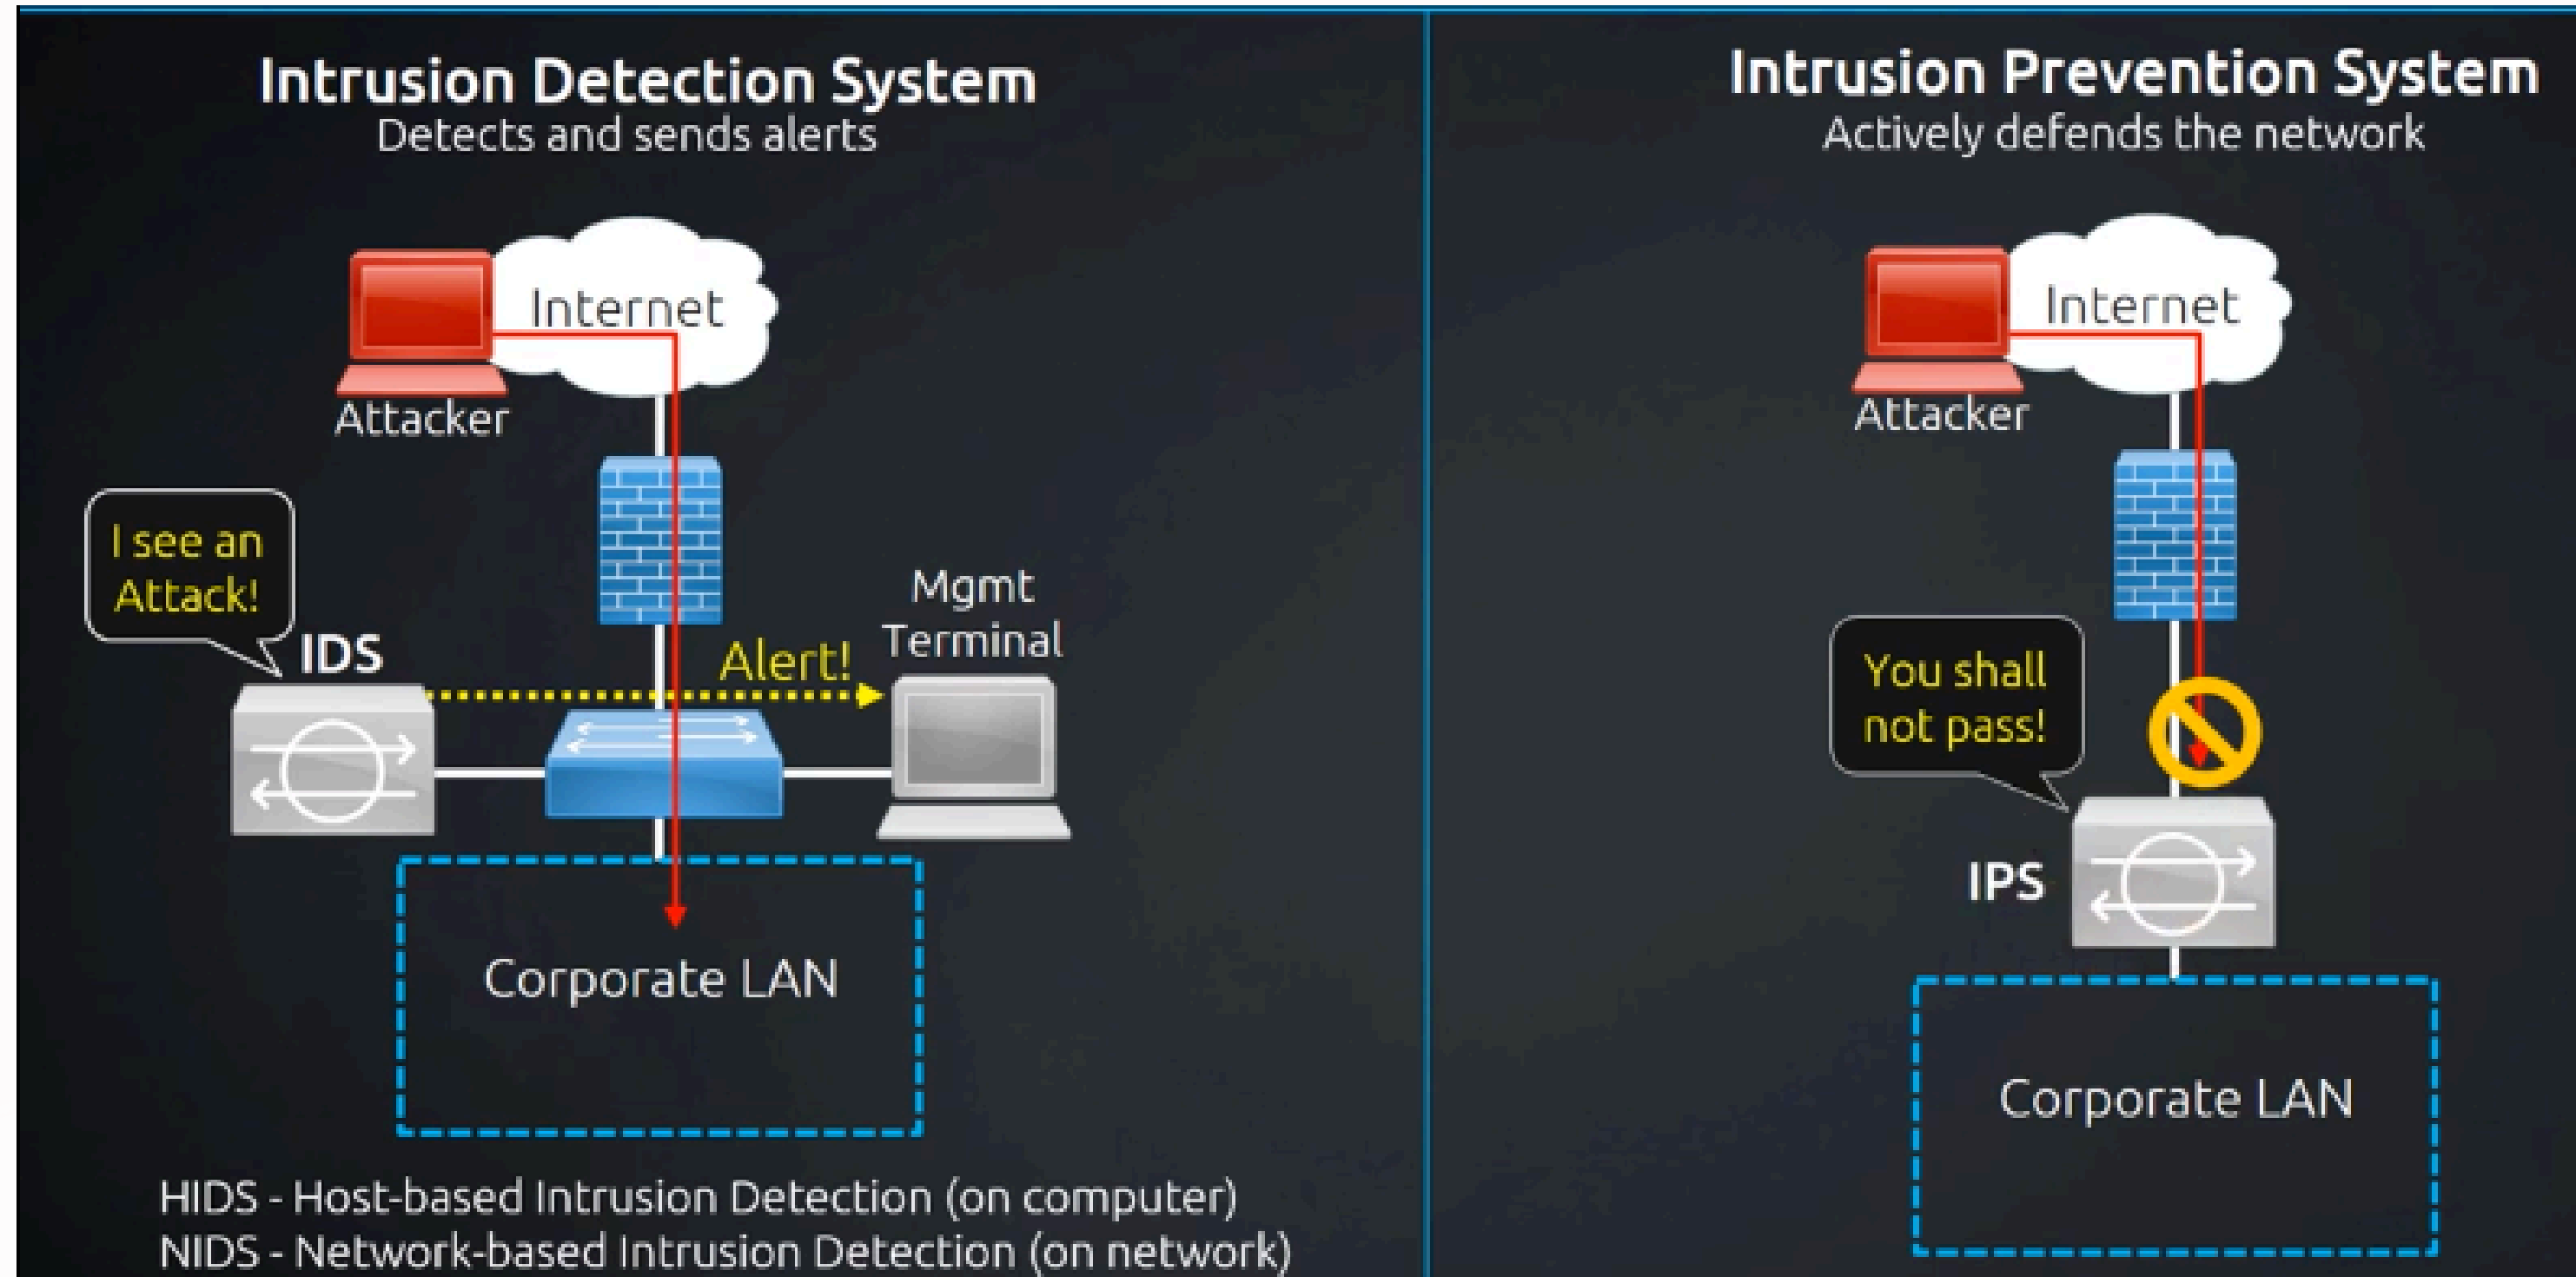 Intrusion Detection System
Detects and sends alerts
Internet
Attacker
I see an
Attack!
IDS
Alert!
Mgmt
Terminal
Corporate LAN
HIDS - Host-based Intrusion Detection (on computer)
NIDS - Network-based Intrusion Detection (on network)
Intrusion Prevention System
Actively defends the network
Internet
Attacker
You shall
not pass!
IPS
Corporate LAN